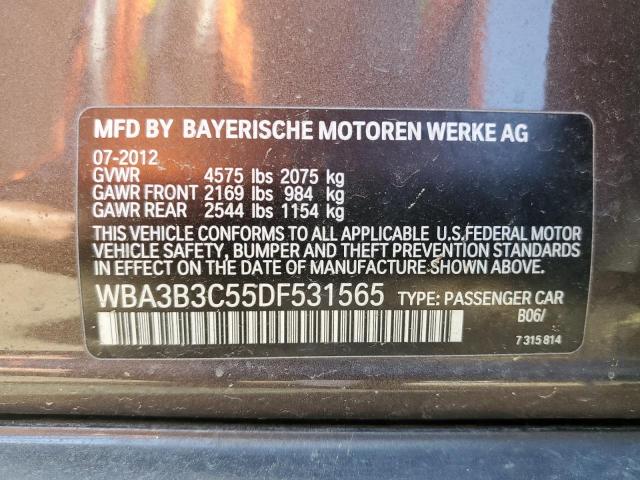 MFD BY BAYERISCHE MOTOREN WERKE AG
07-2012
GVWR 4575 lbs 2075 kg
GAWR FRONT 2169 lbs 984 kg
GAWR REAR 2544 lbs 1154 kg
THIS VEHICLE CONFORMS TO ALL APPLICABLE U.S.FEDERAL MOTOR
VEHICLE SAFETY, BUMPER AND THEFT PREVENTION STANDARDS
IN EFFECT ON THE DATE OF MANUFACTURE SHOWN ABOVE.
WBA3B3C55DF531565 TYPE: PASSENGER CAR
B06/
7 315 814